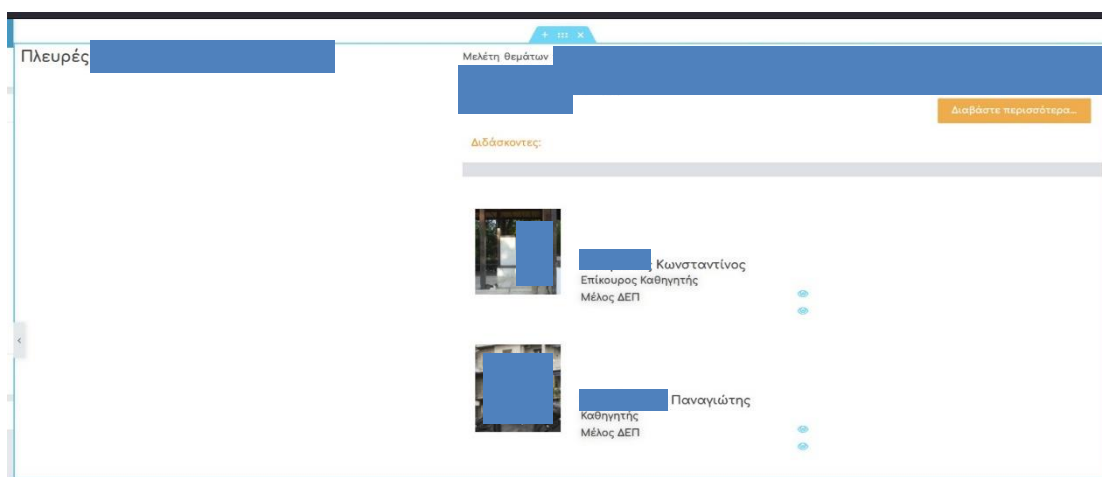 Πλευρές
Μελέτη θεμάτων
Διαβάστε περισσότερα...
Διδάσκοντες:
Κωνσταντίνος
Επίκουρος Καθηγητής
Μέλος ΔΕΠ
Παναγιώτης
Καθηγητής
Μέλος ΔΕΠ